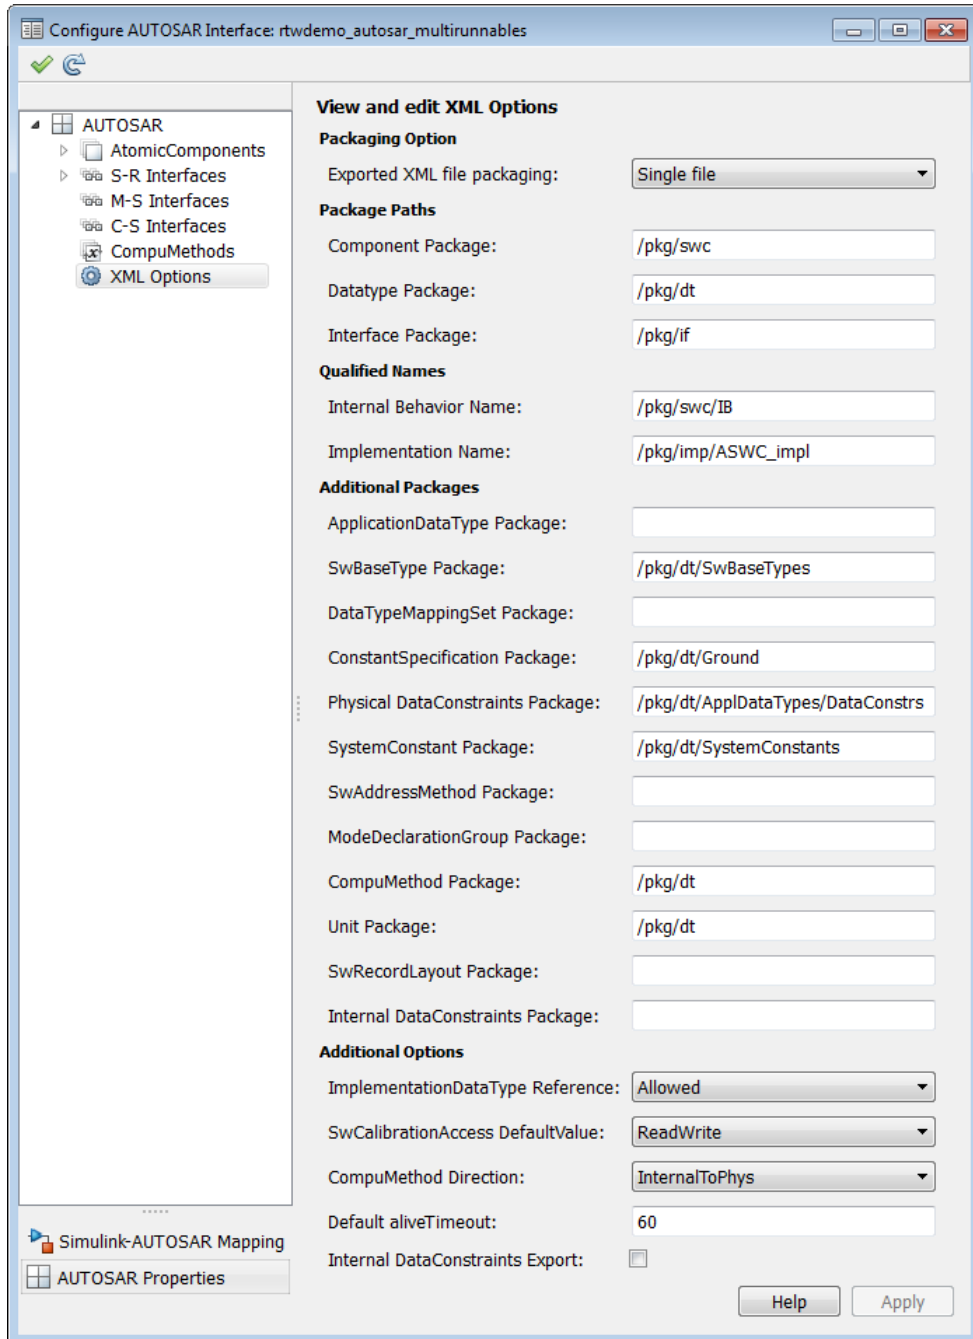 Configure AUTOSAR Interface: rtwdemo_autosar_multirunnables
AUTOSAR
AtomicComponents
S-R Interfaces
M-S Interfaces
C-S Interfaces
CompuMethods
XML Options
Simulink-AUTOSAR Mapping
AUTOSAR Properties
View and edit XML Options
Packaging Option
Exported XML file packaging: Single file
Package Paths
Component Package: /pkg/swc
Datatype Package: /pkg/dt
Interface Package: /pkg/if
Qualified Names
Internal Behavior Name: /pkg/swc/IB
Implementation Name: /pkg/imp/ASWC_impl
Additional Packages
ApplicationDataType Package:
SwBaseType Package: /pkg/dt/SwBaseTypes
DataTypeMappingSet Package:
ConstantSpecification Package: /pkg/dt/Ground
Physical DataConstraints Package: /pkg/dt/ApplDataTypes/DataConstrs
SystemConstant Package: /pkg/dt/SystemConstants
SwAddressMethod Package:
ModeDeclarationGroup Package:
CompuMethod Package: /pkg/dt
Unit Package: /pkg/dt
SwRecordLayout Package:
Internal DataConstraints Package:
Additional Options
ImplementationDataType Reference: Allowed
SwCalibrationAccess DefaultValue: ReadWrite
CompuMethod Direction: InternalToPhys
Default aliveTimeout: 60
Internal DataConstraints Export:
Help Apply